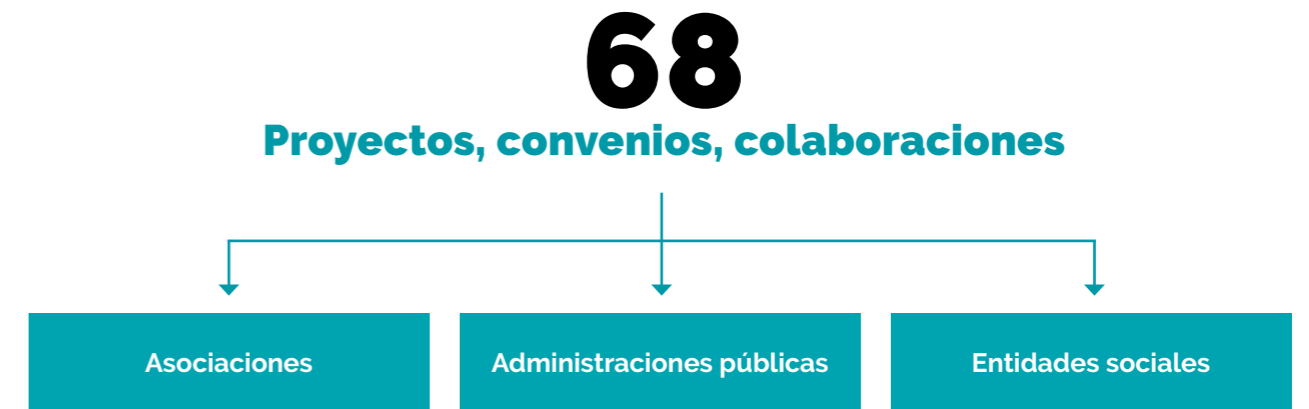 68
Proyectos, convenios, colaboraciones
Asociaciones
Administraciones públicas
Entidades sociales